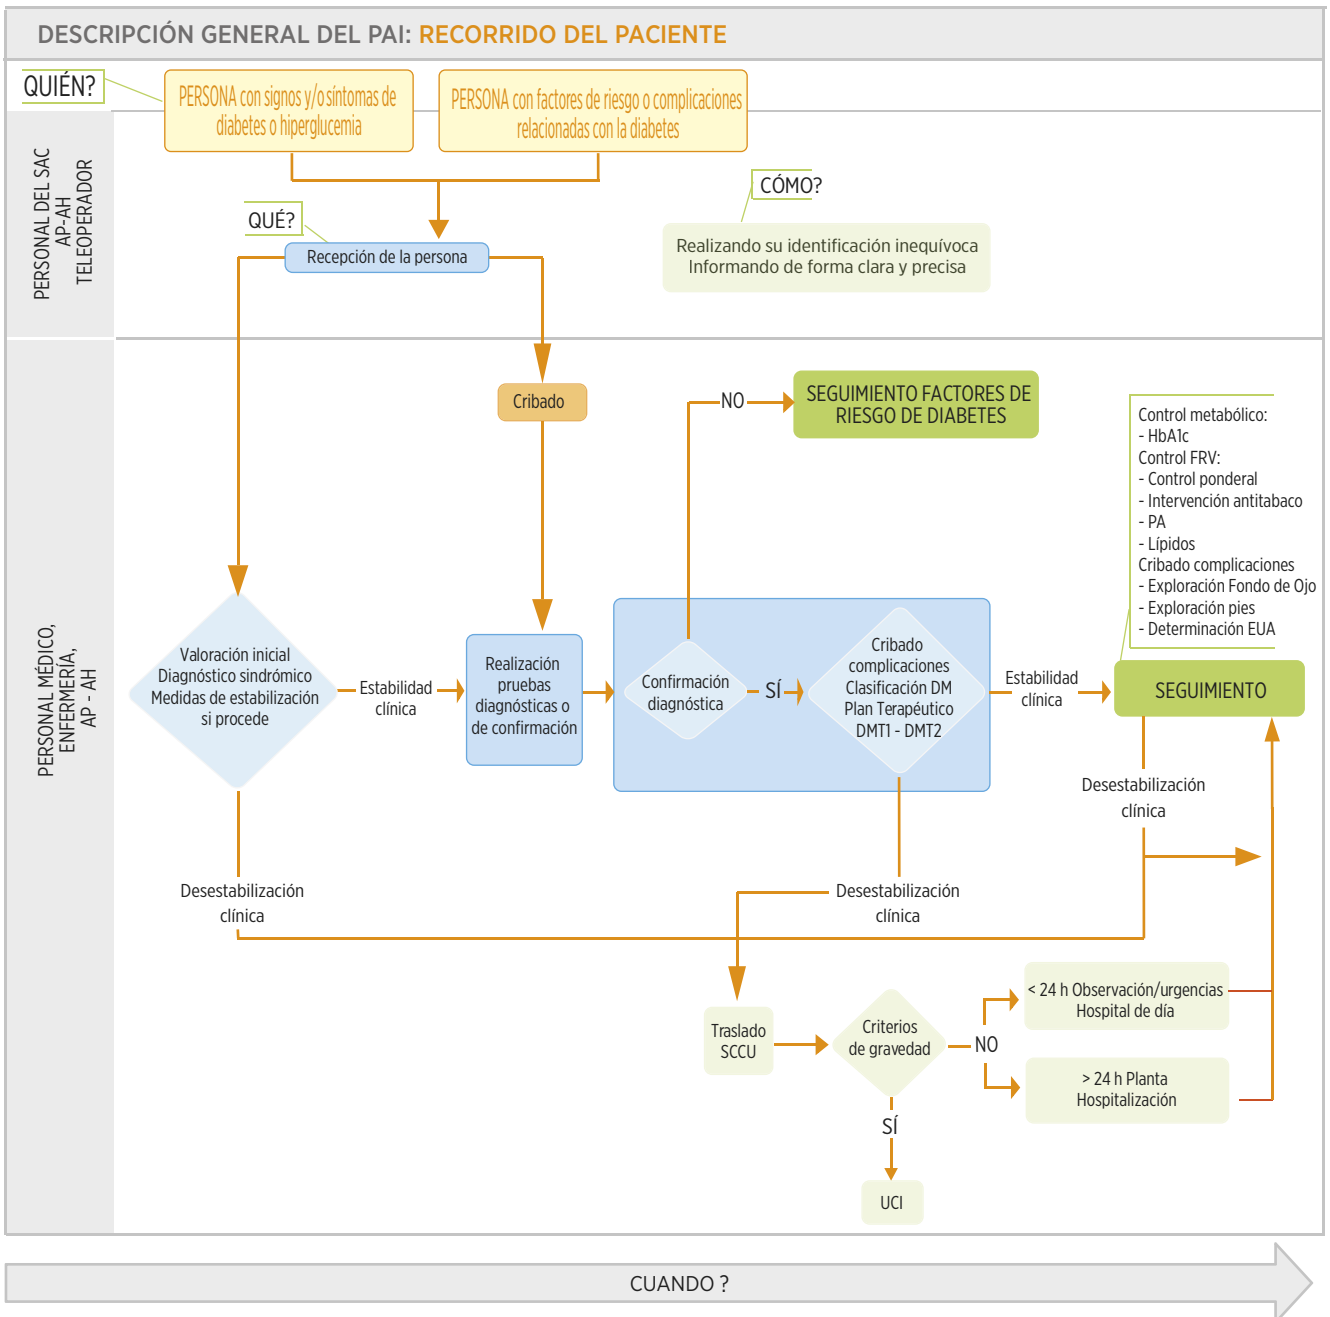 DESCRIPCIÓN GENERAL DEL PAI: RECORRIDO DEL PACIENTE
QUIÉN?
PERSONA con signos y/o síntomas de
diabetes o hiperglucemia
PERSONA con factores de riesgo o complicaciones
relacionadas con la diabetes
PERSONAL DEL SAC
AP-AH
TELEOPERADOR
QUÉ?
Recepción de la persona
CÓMO?
Realizando su identificación inequívoca
Informando de forma clara y precisa
PERSONAL MÉDICO,
ENFERMERÍA,
AP - AH
Cribado
NO
SEGUIMIENTO FACTORES DE
RIESGO DE DIABETES
Control metabólico:
- HbA1c
Control FRV:
- Control ponderal
- Intervención antitabaco
- PA
- Lípidos
Cribado complicaciones
- Exploración Fondo de Ojo
- Exploración pies
- Determinación EUA
Valoración inicial
Diagnóstico sindrómico
Medidas de estabilización
si procede
Estabilidad
clínica
Realización
pruebas
diagnósticas o
de confirmación
Confirmación
diagnóstica
SÍ
Cribado
complicaciones
Clasificación DM
Plan Terapéutico
DMT1 - DMT2
Estabilidad
clínica
SEGUIMIENTO
Desestabilización
clínica
Desestabilización
clínica
Desestabilización
clínica
Traslado
SCCU
Criterios
de gravedad
NO
< 24 h Observación/urgencias
Hospital de día
> 24 h Planta
Hospitalización
SÍ
UCI
CUANDO ?